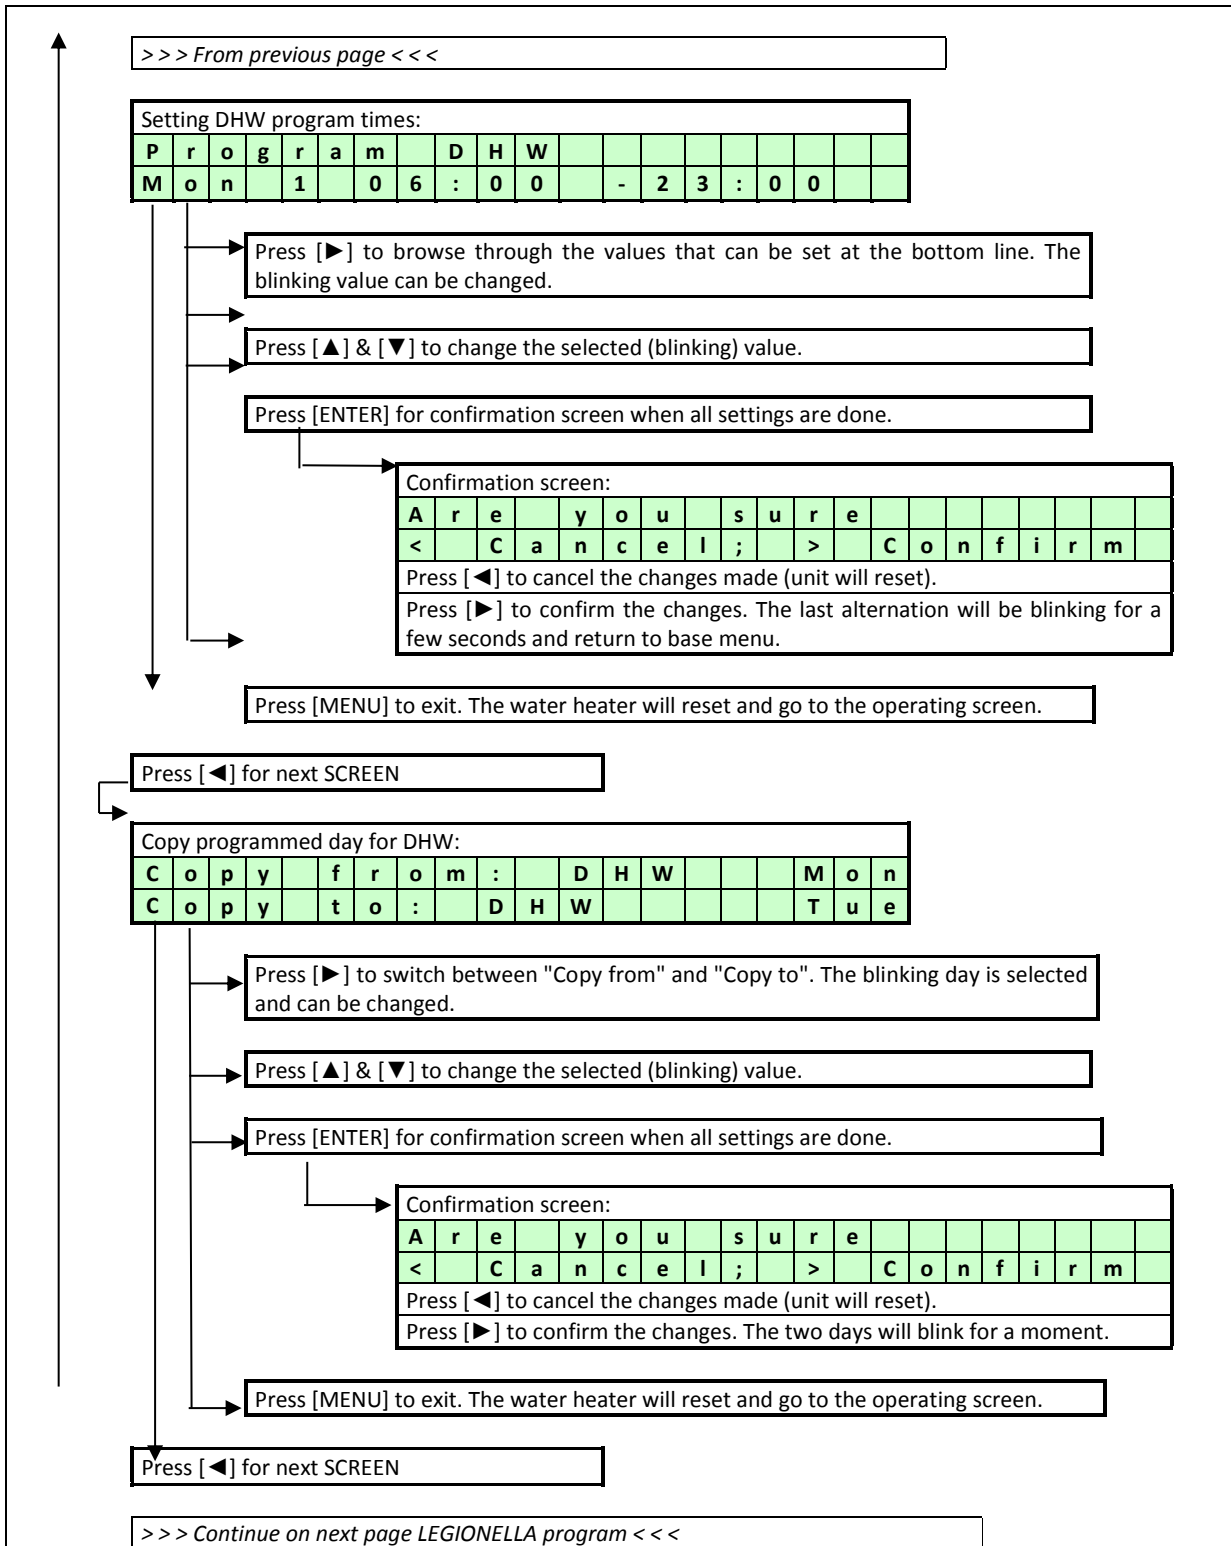 > > > From previous page < < <
Setting DHW program times:
Program DHW
Mon 1 06:00 -23:00
Press [►] to browse through the values that can be set at the bottom line. The
blinking value can be changed.
Press [▲] & [▼] to change the selected (blinking) value.
Press [ENTER] for confirmation screen when all settings are done.
Confirmation screen:
Are you sure
< Cancel; > Confirm
Press [◄] to cancel the changes made (unit will reset).
Press [►] to confirm the changes. The last alternation will be blinking for a
few seconds and return to base menu.
Press [MENU] to exit. The water heater will reset and go to the operating screen.
Press [◄] for next SCREEN
Copy programmed day for DHW:
Copy from: DHW Mon
Copy to: DHW Tue
Press [►] to switch between "Copy from" and "Copy to". The blinking day is selected
and can be changed.
Press [▲] & [▼] to change the selected (blinking) value.
Press [ENTER] for confirmation screen when all settings are done.
Confirmation screen:
Are you sure
< Cancel; > Confirm
Press [◄] to cancel the changes made (unit will reset).
Press [►] to confirm the changes. The two days will blink for a moment.
Press [MENU] to exit. The water heater will reset and go to the operating screen.
Press [◄] for next SCREEN
> > > Continue on next page LEGIONELLA program < < <